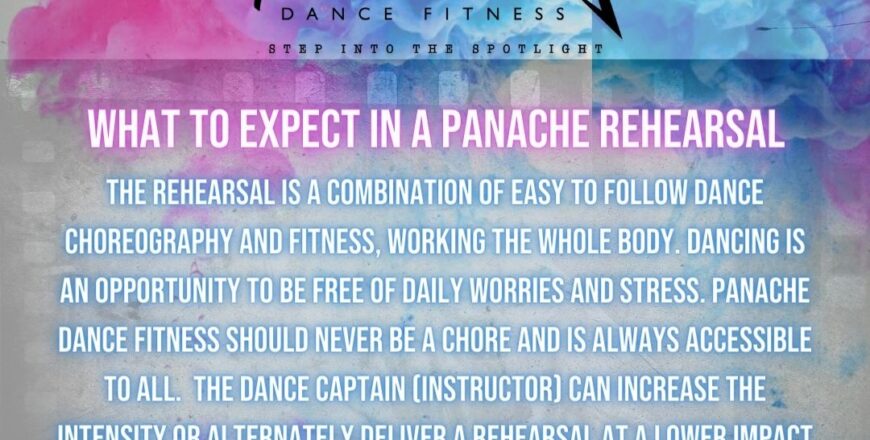 DANCE FITNESS
STEP INTO THE SPOTLIGHT
WHAT TO EXPECT IN A PANACHE REHEARSAL
THE REHEARSAL IS A COMBINATION OF EASY TO FOLLOW DANCE
CHOREOGRAPHY AND FITNESS, WORKING THE WHOLE BODY. DANCING IS
AN OPPORTUNITY TO BE FREE OF DAILY WORRIES AND STRESS. PANACHE
DANCE FITNESS SHOULD NEVER BE A CHORE AND IS ALWAYS ACCESSIBLE
TO ALL. THE DANCE CAPTAIN (INSTRUCTOR) CAN INCREASE THE
INTENSITY OR ALTERNATELY DELIVER A REHEARSAL AT A LOWER IMPACT